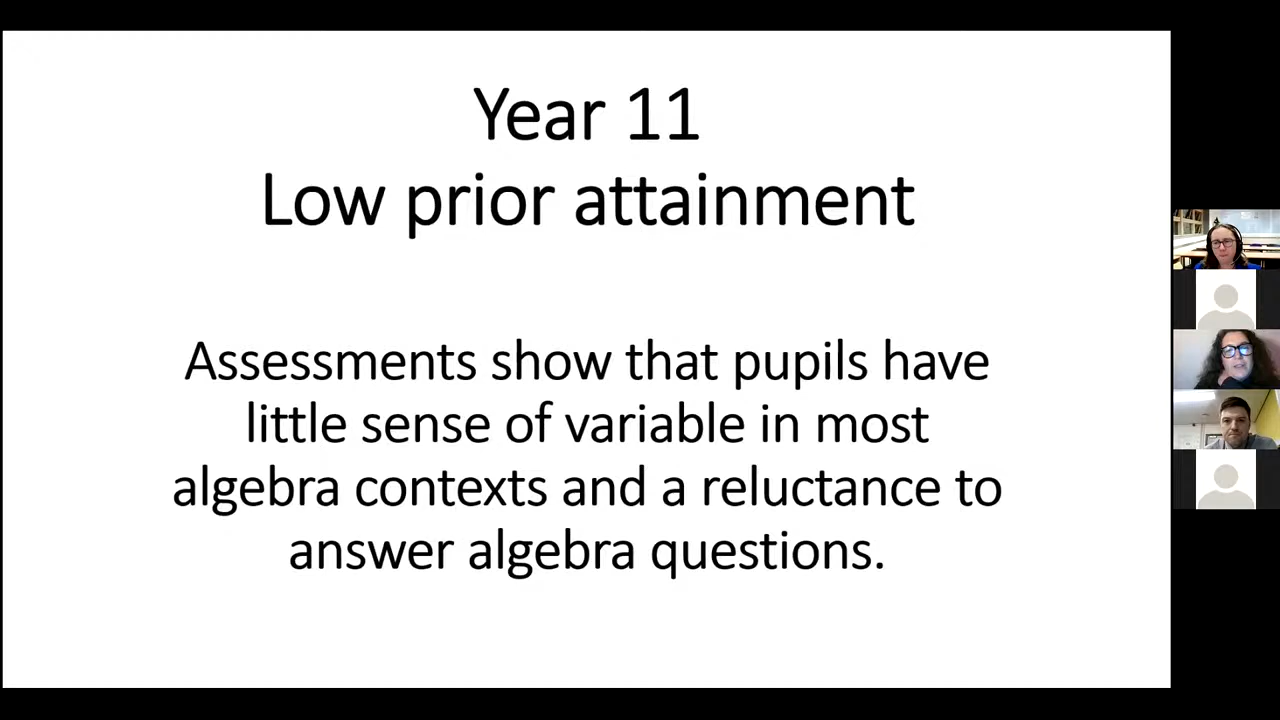 Year 11
Low prior attainment
Assessments show that pupils have
little sense of variable in most
algebra contexts and a reluctance to
answer algebra questions.